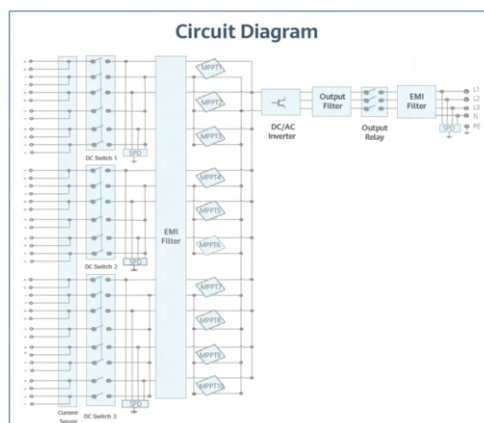 Circuit Diagram
MPPT1
MPPT2
MPPT3
SPD
DC Switch 1
MPPT4
MPPT5
MPPT6
SPD
DC Switch 2
MPPT7
MPPT8
MPPT9
MPPT10
SPD
DC Switch 3
Current
Sensor
EMI
Filter
DC/AC
Inverter
Output
Filter
Output
Relay
EMI
Filter
L1
L2
L3
N
PE
SPD